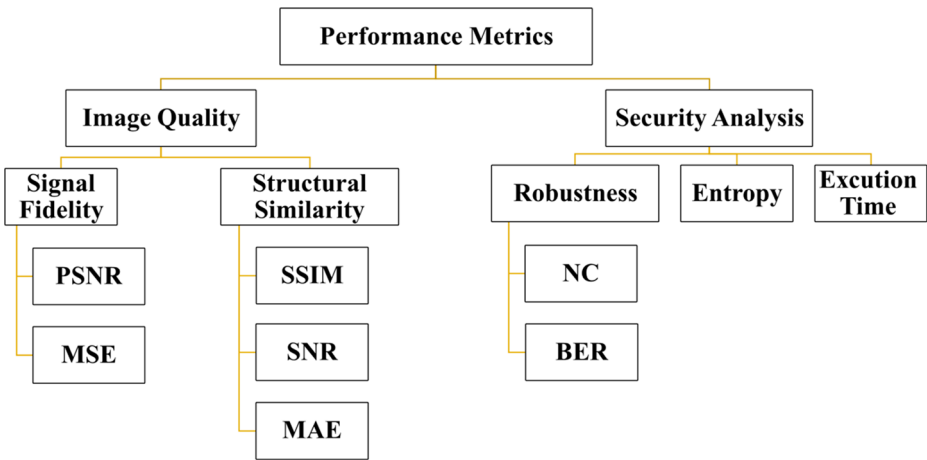 Performance Metrics
Image Quality
Security Analysis
Signal
Fidelity
Structural
Similarity
Robustness
Entropy
Excution
Time
PSNR
SSIM
NC
MSE
SNR
BER
MAE